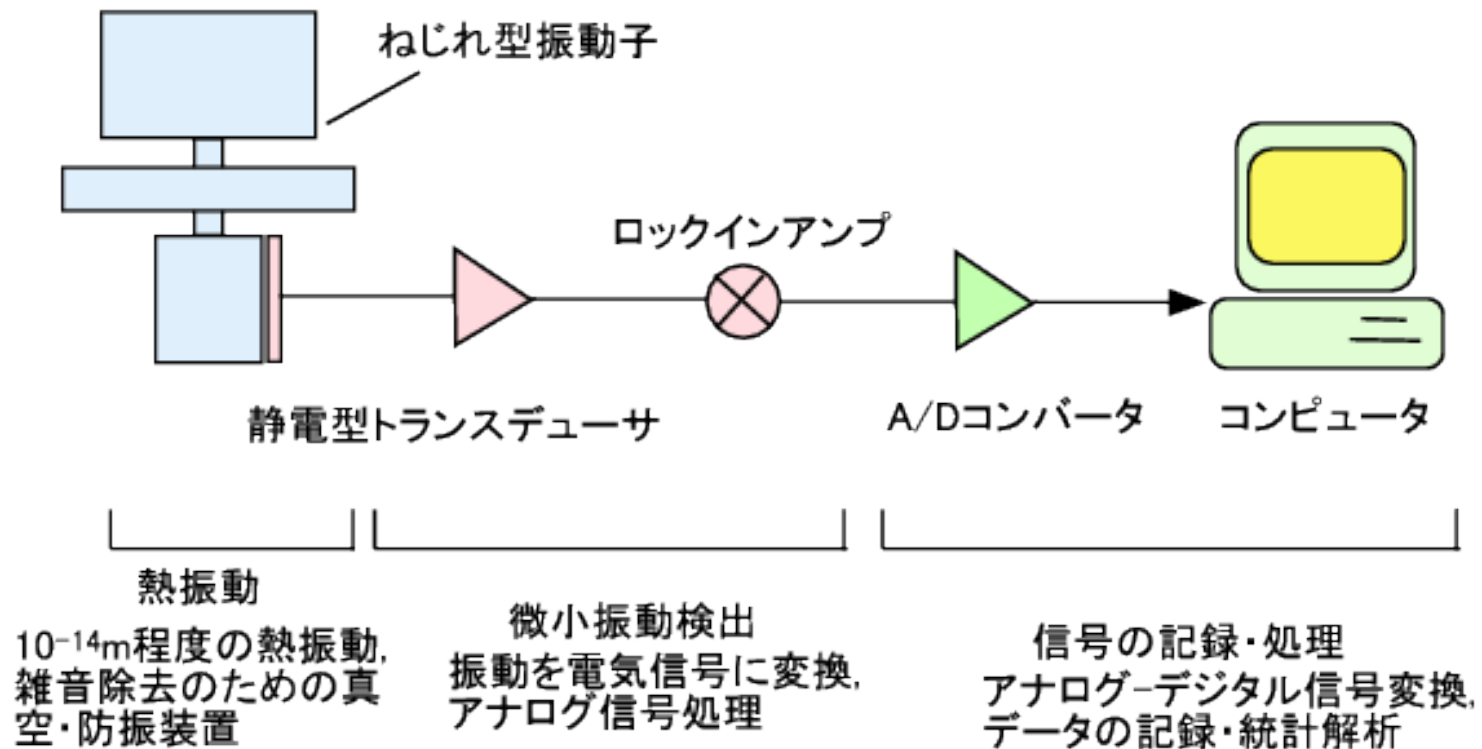 ねじれ型振動子
ロックインアンプ
静電型トランスデューサ
A/Dコンバータ
コンピュータ
熱振動
10⁻¹⁴m程度の熱振動,
雑音除去のための真
空・防振装置
微小振動検出
振動を電気信号に変換,
アナログ信号処理
信号の記録・処理
アナログ-デジタル信号変換,
データの記録・統計解析